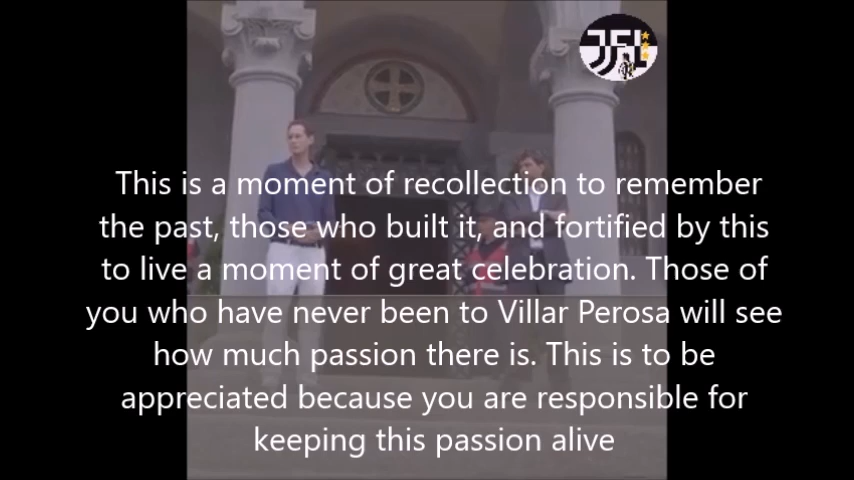 JFL
This is a moment of recollection to remember
the past, those who built it, and fortified by this
to live a moment of great celebration. Those of
you who have never been to Villar Perosa will see
how much passion there is. This is to be
appreciated because you are responsible for
keeping this passion alive